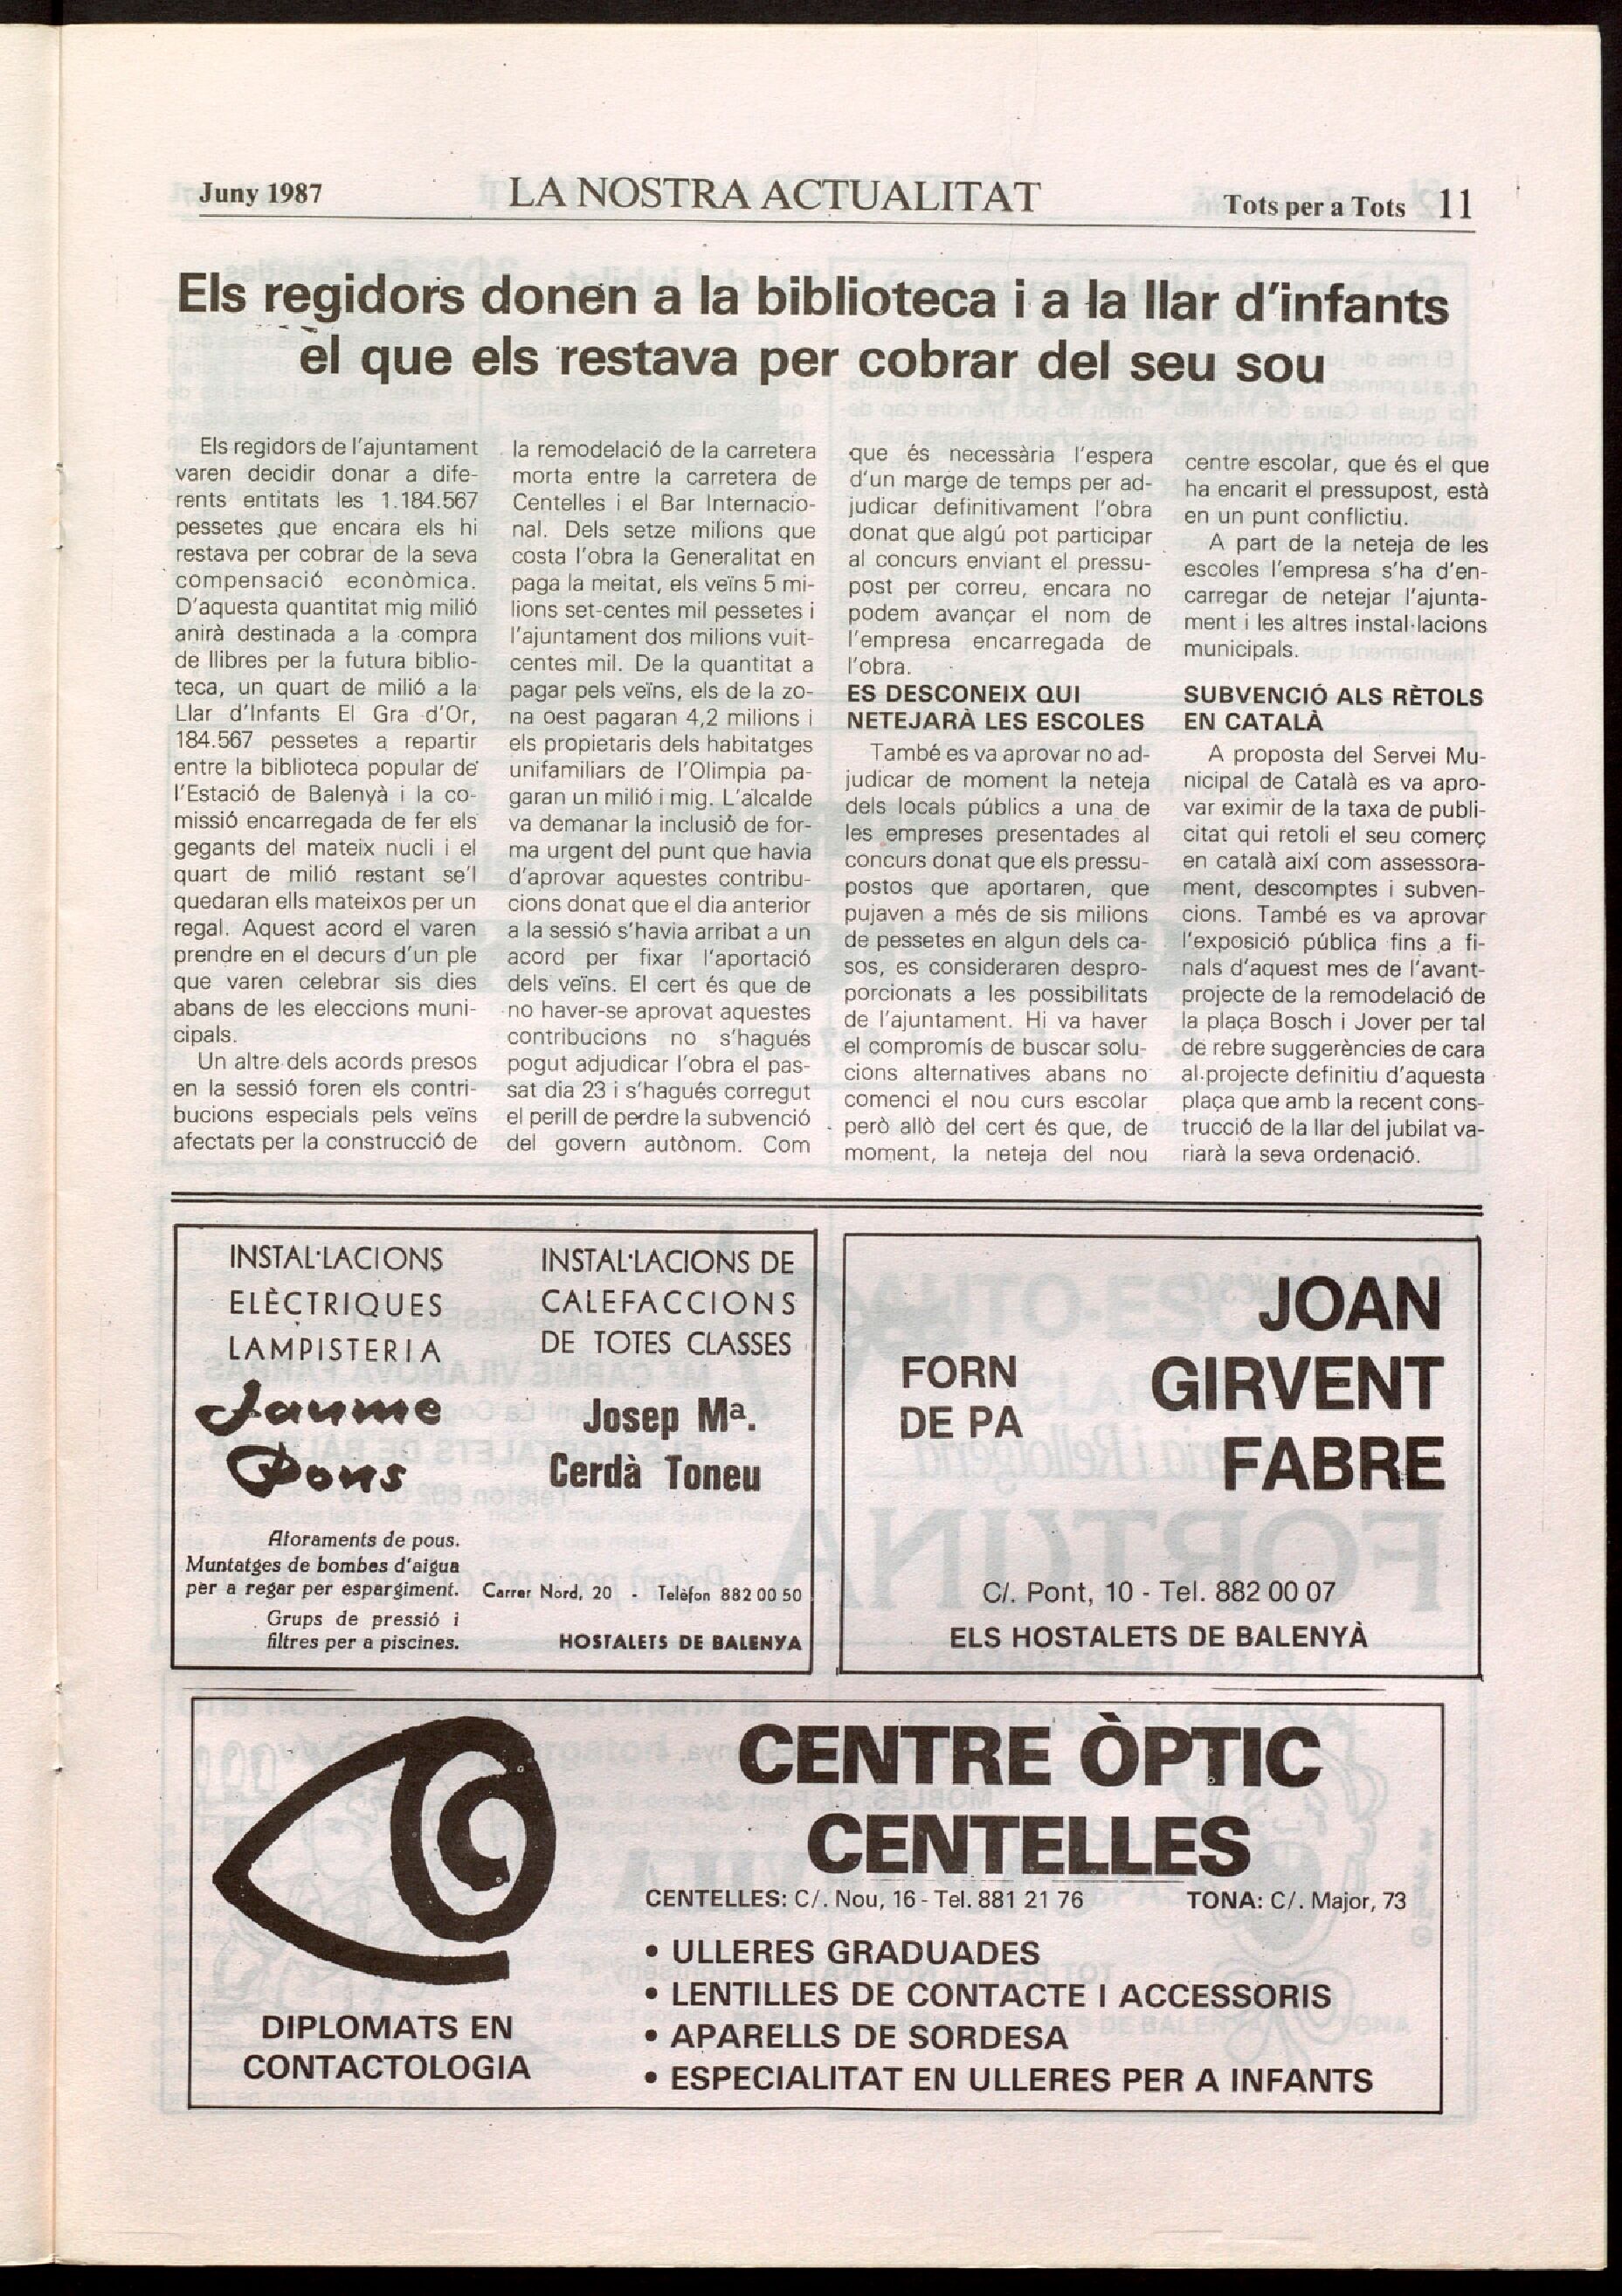 Juny 1987
LA NOSTRA ACTUALITAT
Tots per a Tots 11
Els regidors donen a la biblioteca i a la llar d'infants
el que els restava per cobrar del seu sou
Els regidors de l'ajuntament
varen decidir donar a dife-
rents entitats les 1.184.567
pessetes que encara els hi
restava per cobrar de la seva
compensació econòmica.
D'aquesta quantitat mig milió
anirà destinada a la compra
de llibres per la futura biblio-
teca, un quart de milió a la
Llar d'Infants El Gra d'Or,
184.567 pessetes a repartir
entre la biblioteca popular de
l'Estació de Balenyà i la co-
missió encarregada de fer els
gegants del mateix nucli i el
quart de milió restant se'l
quedaran ells mateixos per un
regal. Aquest acord el varen
prendre en el decurs d'un ple
que varen celebrar sis dies
abans de les eleccions muni-
cipals.
Un altre dels acords presos
en la sessió foren els contri-
bucions especials pels veïns
afectats per la construcció de
la remodelació de la carretera
morta entre la carretera de
Centelles i el Bar Internacio-
nal. Dels setze milions que
costa l'obra la Generalitat en
paga la meitat, els veïns 5 mi-
lions set-centes mil pessetes i
l'ajuntament dos milions vuit-
centes mil. De la quantitat a
pagar pels veïns, els de la zo-
na oest pagaran 4,2 milions i
els propietaris dels habitatges
unifamiliars de l'Olimpia pa-
garan un milió i mig. L'alcalde
va demanar la inclusió de for-
ma urgent del punt que havia
d'aprovar aquestes contribu-
cions donat que el dia anterior
a la sessió s'havia arribat a un
acord per fixar l'aportació
dels veïns. El cert és que de
no haver-se aprovat aquestes
contribucions no s'hagués
pogut adjudicar l'obra el pas-
sat dia 23 i s'hagués corregut
el perill de perdre la subvenció
del govern autònom. Com
que és necessària l'espera
d'un marge de temps per ad-
judicar definitivament l'obra
donat que algú pot participar
al concurs enviant el pressu-
post per correu, encara no
podem avançar el nom de
l'empresa encarregada de
l'obra.
ES DESCONEIX QUI
NETEJARÀ LES ESCOLES
També es va aprovar no ad-
judicar de moment la neteja
dels locals públics a una de
les empreses presentades al
concurs donat que els pressu-
postos que aportaren, que
pujaven a més de sis milions
de pessetes en algun dels ca-
sos, es consideraren despro-
porcionats a les possibilitats
de l'ajuntament. Hi va haver
el compromís de buscar solu-
cions alternatives abans no
comenci el nou curs escolar
però allò del cert és que, de
moment, la neteja del nou
centre escolar, que és el que
ha encarit el pressupost, està
en un punt conflictiu.
A part de la neteja de les
escoles l'empresa s'ha d'en-
carregar de netejar l'ajunta-
ment i les altres instal·lacions
municipals.
SUBVENCIÓ ALS RÈTOLS
EN CATALÀ
A proposta del Servei Mu-
nicipal de Català es va apro-
var eximir de la taxa de publi-
citat qui retoli el seu comerç
en català així com assessora-
ment, descomptes i subven-
cions. També es va aprovar
l'exposició pública fins a fi-
nals d'aquest mes de l'avant-
projecte de la remodelació de
la plaça Bosch i Jover per tal
de rebre suggerències de cara
al projecte definitiu d'aquesta
plaça que amb la recent cons-
trucció de la llar del jubilat va-
riarà la seva ordenació.
INSTAL·LACIONS
ELÈCTRIQUES
LAMPISTERIA
Jaume
Pons
Aforaments de pous.
Muntatges de bombes d'aigua
per a regar per espargiment.
Grups de pressió i
filtres per a piscines.
INSTAL·LACIONS DE
CALEFACCIONS
DE TOTES CLASSES
Josep Mª.
Cerdà Toneu
Carrer Nord, 20 - Telèfon 882 00 50
HOSTALETS DE BALENYA
FORN
DE PA
JOAN
GIRVENT
FABRE
C/. Pont, 10 - Tel. 882 00 07
ELS HOSTALETS DE BALENYÀ
CENTRE ÒPTIC
CENTELLES
CENTELLES: C/. Nou, 16 - Tel. 881 21 76 TONA: C/. Major, 73
• ULLERES GRADUADES
• LENTILLES DE CONTACTE I ACCESSORIS
• APARELLS DE SORDESA
• ESPECIALITAT EN ULLERES PER A INFANTS
DIPLOMATS EN
CONTACTOLOGIA